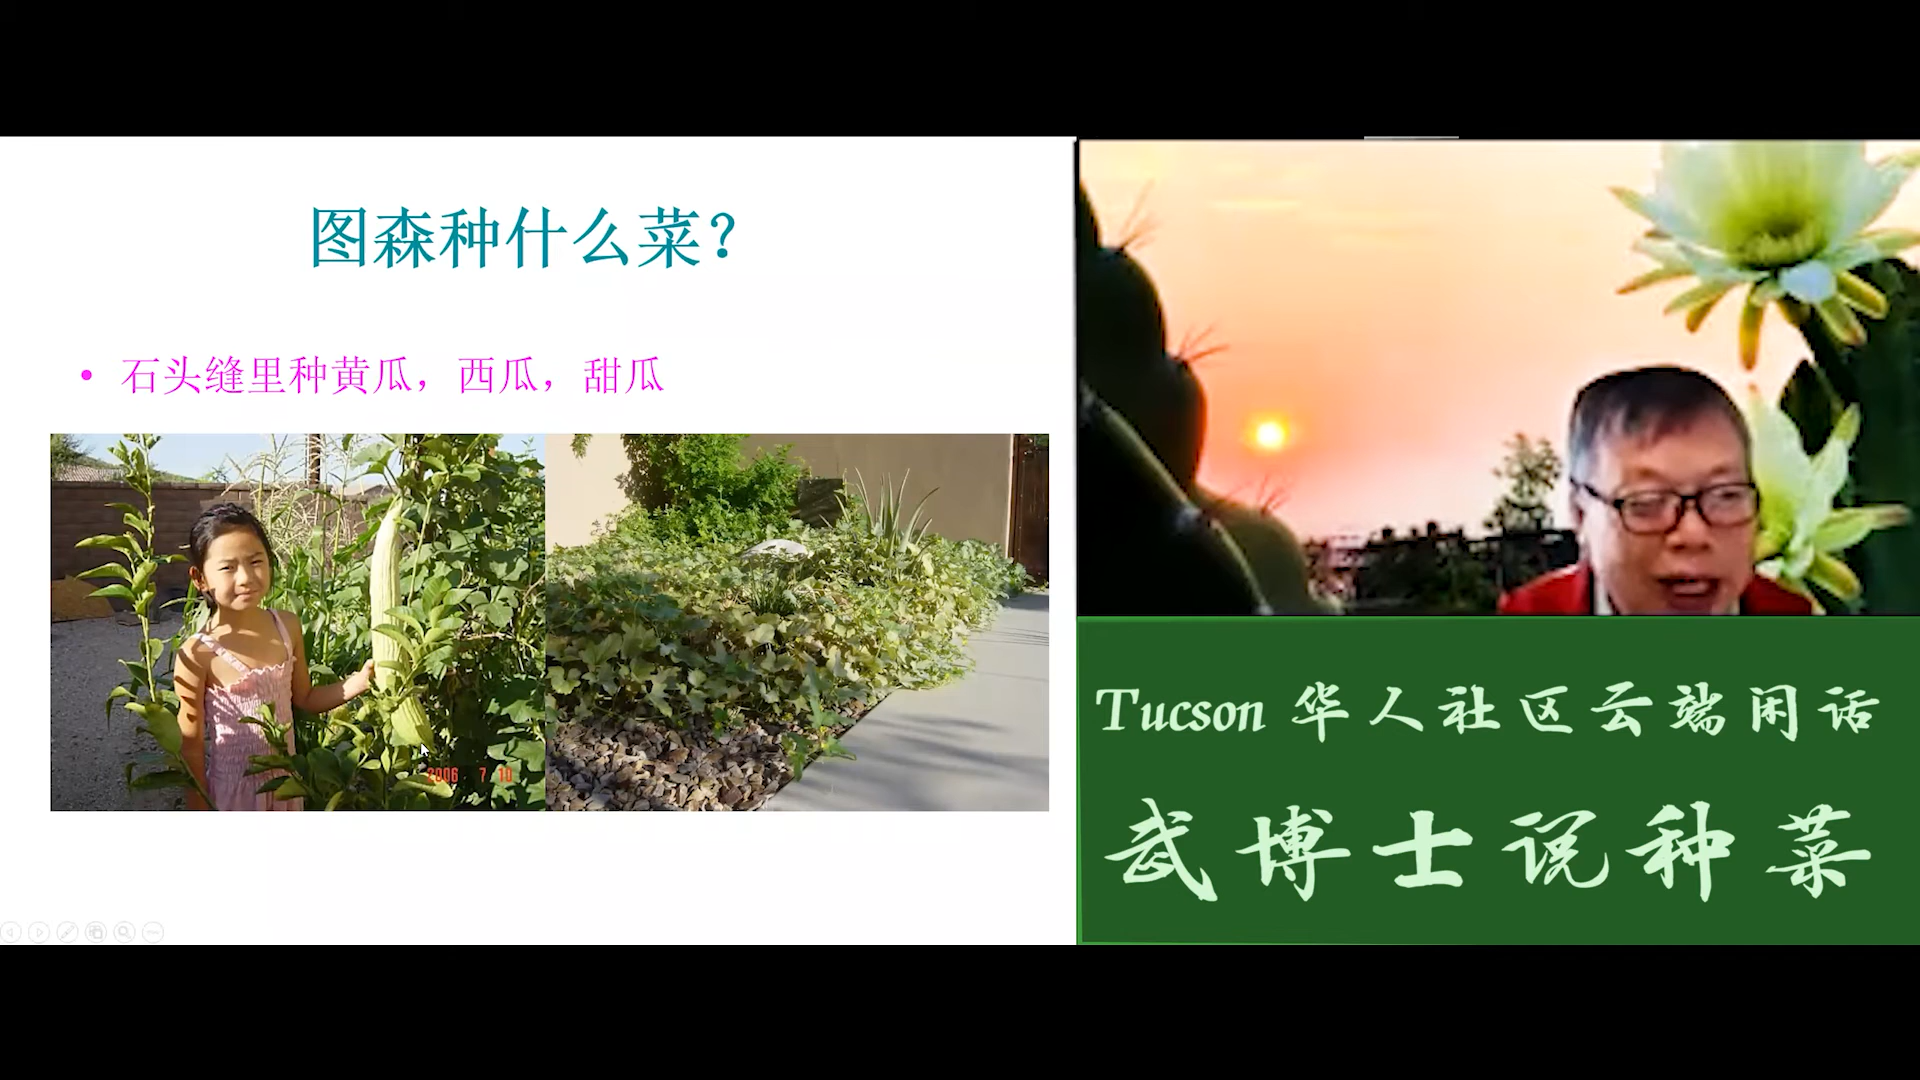 图森种什么菜？
• 石头缝里种黄瓜，西瓜，甜瓜
2006 7 10
Tucson 华人社区云端闲话
武博士说种菜